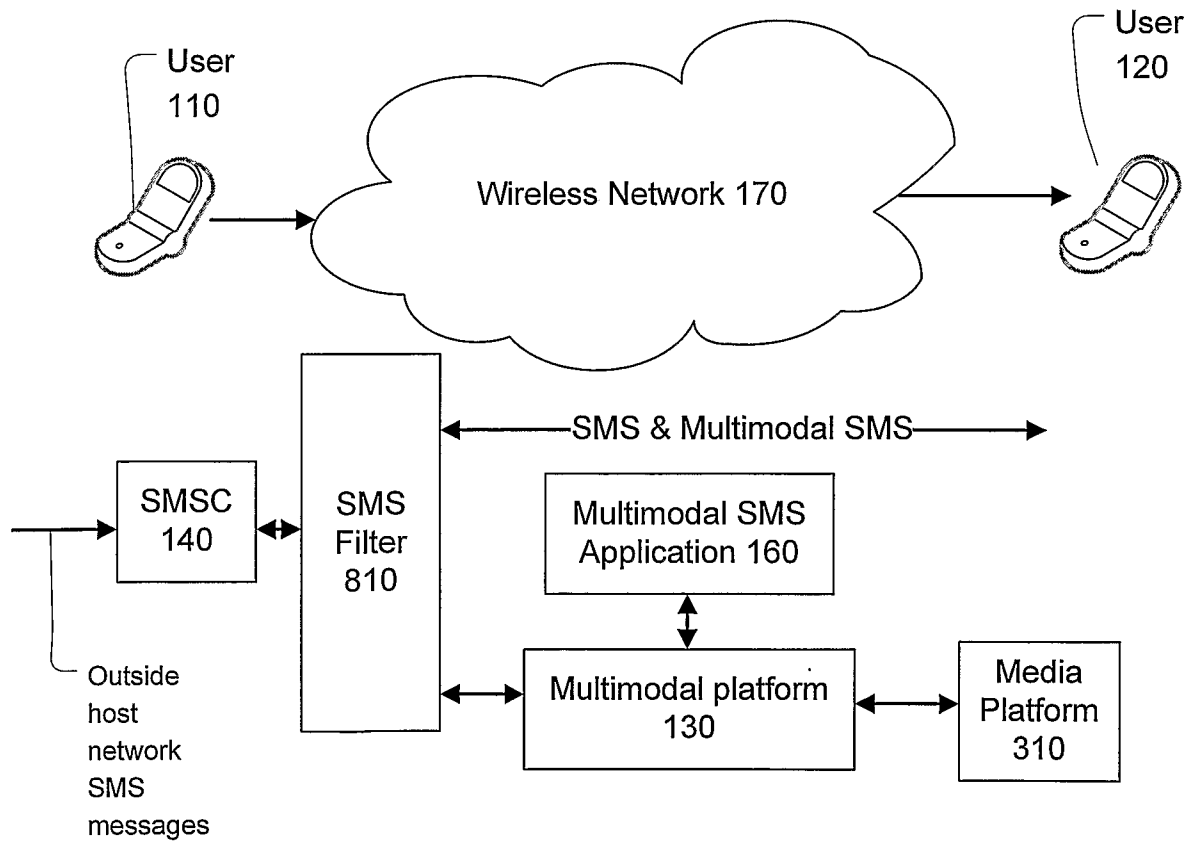 User
110
User
120
Wireless Network 170
SMS & Multimodal SMS
SMSC
140
SMS
Filter
810
Multimodal SMS
Application 160
Multimodal platform
130
Media
Platform
310
Outside
host
network
SMS
messages